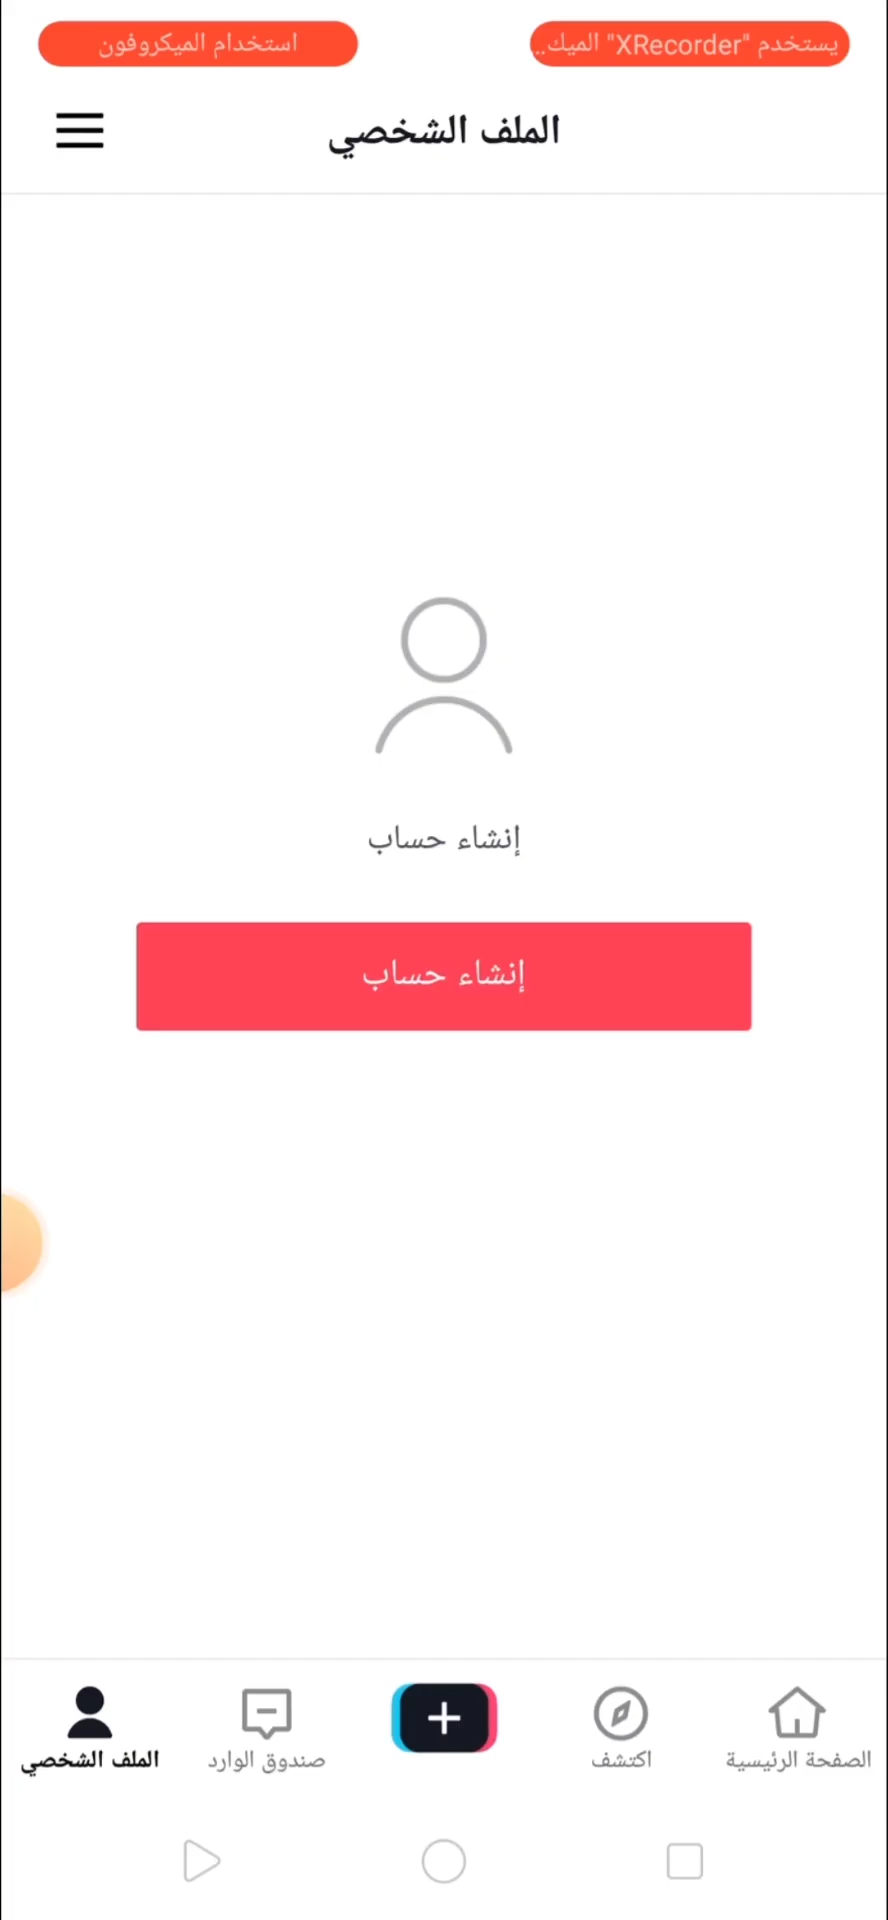 يستخدم "XRecorder" الميك...
استخدام الميكروفون
الملف الشخصي
إنشاء حساب
إنشاء حساب
الصفحة الرئيسية
اكتشف
صندوق الوارد
الملف الشخصي